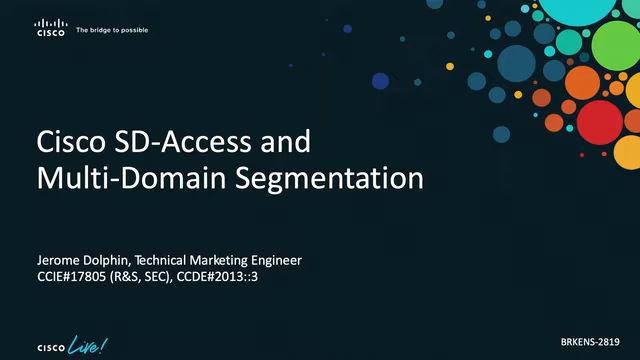 CISCO
The bridge to possible
Cisco SD-Access and
Multi-Domain Segmentation
Jerome Dolphin, Technical Marketing Engineer
CCIE#17805 (R&S, SEC), CCDE#2013::3
CISCO Live!
BRKENS-2819